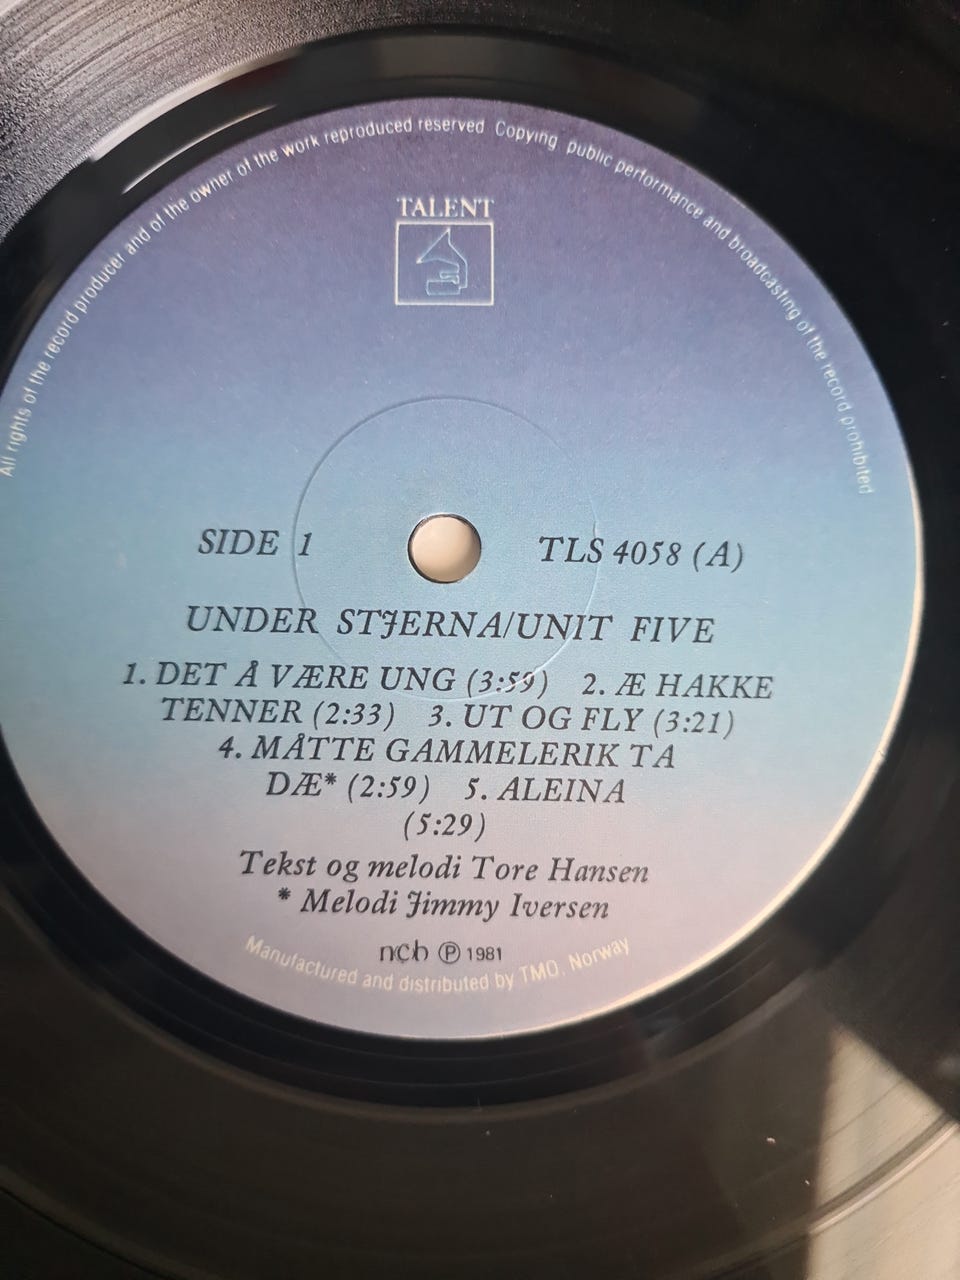 All rights of the record producer and of the owner of the work reproduced reserved Copying public performance and broadcasting of the record prohibited
TALENT
SIDE 1 TLS 4058 (A)
UNDER STJERNA/UNIT FIVE
1. DET Å VÆRE UNG (3:59) 2. Æ HAKKE
TENNER (2:33) 3. UT OG FLY (3:21)
4. MÅTTE GAMMELERIK TA
DÆ* (2:59) 5. ALEINA
(5:29)
Tekst og melodi Tore Hansen
* Melodi Jimmy Iversen
ncb Ⓟ 1981
Manufactured and distributed by TMO, Norway